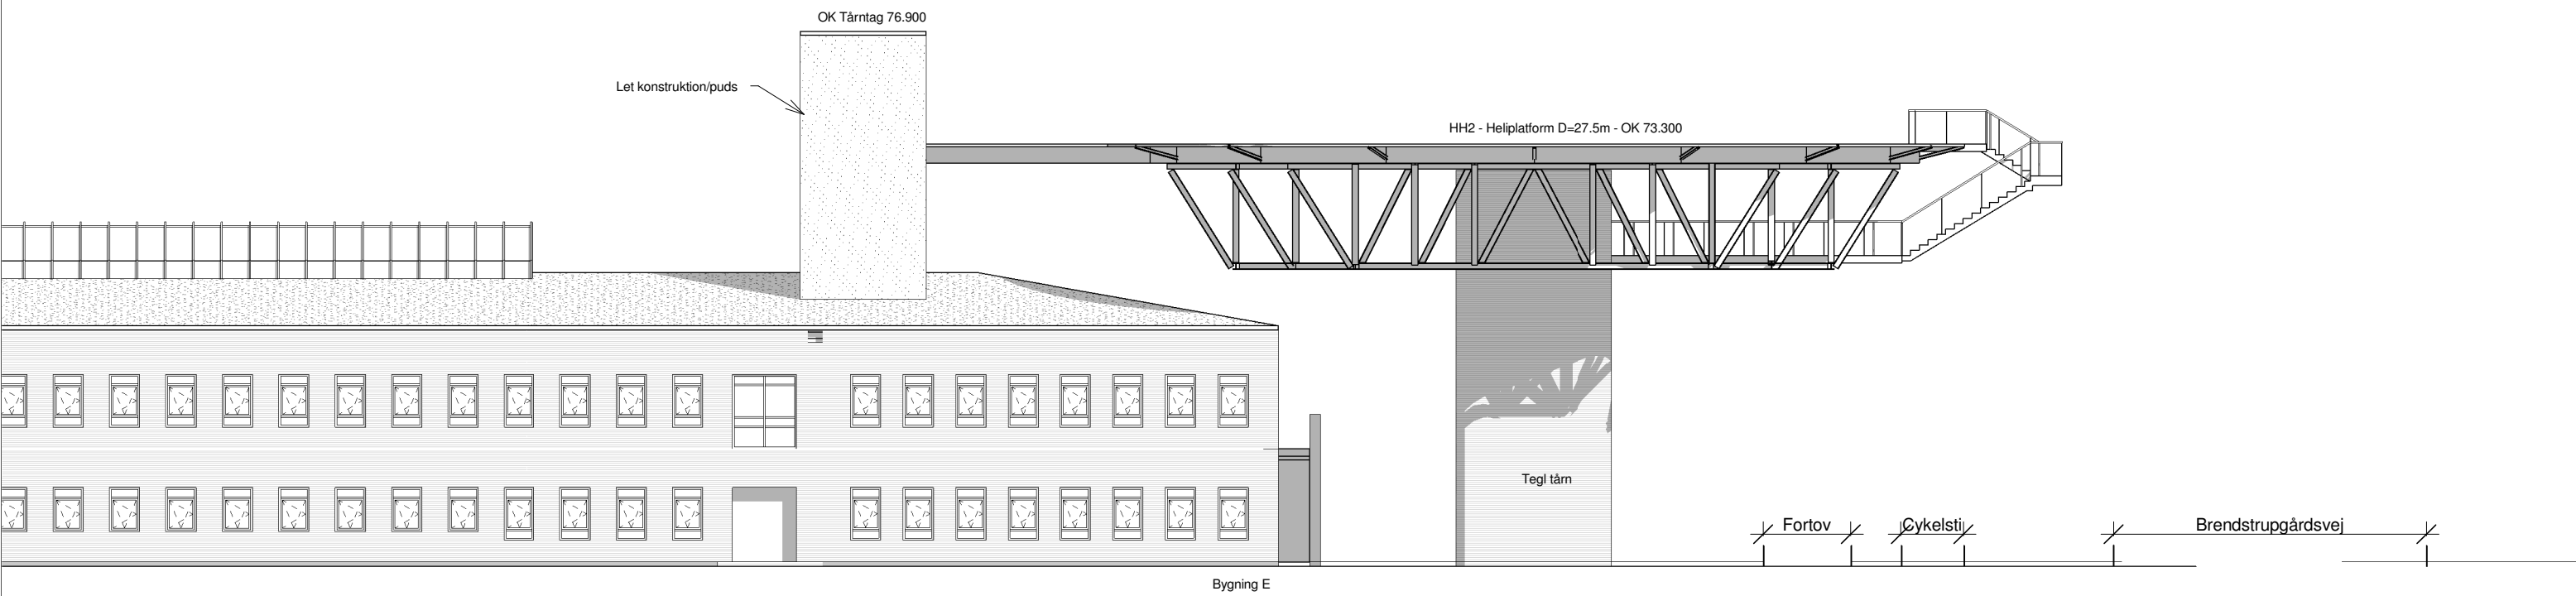 OK Tårntag 76.900
Let konstruktion/puds
HH2 - Heliplatform D=27.5m - OK 73.300
Tegl tårn
Fortov
Cykelsti
Brendstrupgårdsvej
Bygning E